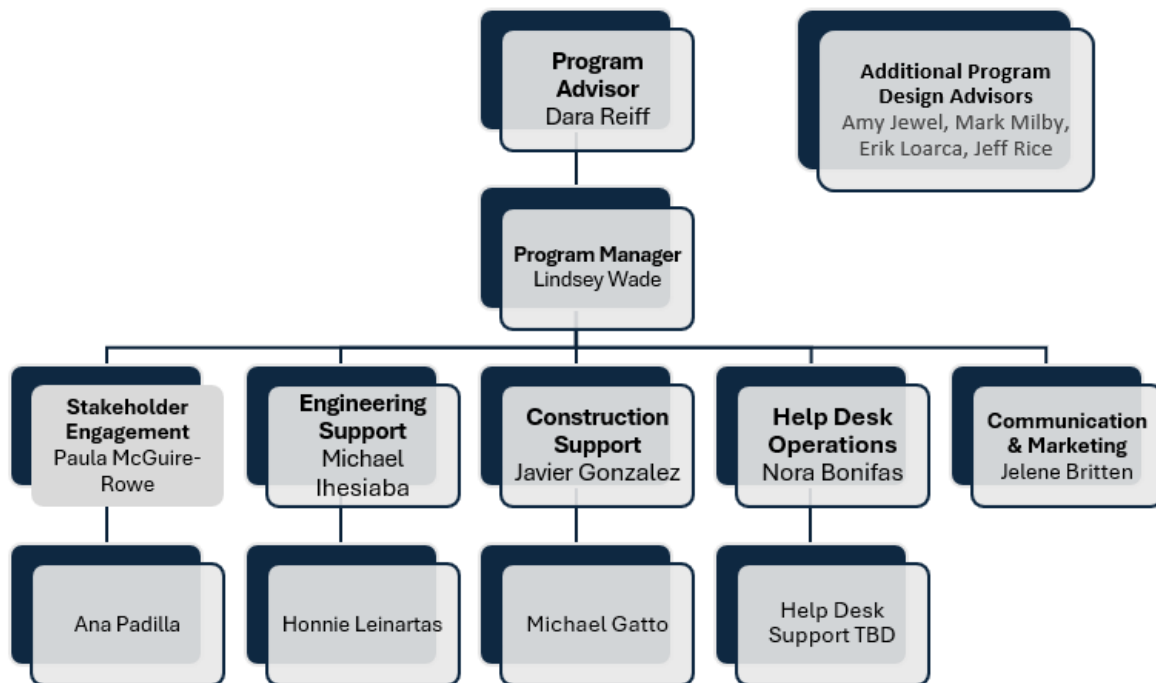 Program
Advisor
Dara Reiff
Additional Program
Design Advisors
Amy Jewel, Mark Milby,
Erik Loarca, Jeff Rice
Program Manager
Lindsey Wade
Stakeholder
Engagement
Paula McGuire-
Rowe
Engineering
Support
Michael
Ihesiaba
Construction
Support
Javier Gonzalez
Help Desk
Operations
Nora Bonifas
Communication
& Marketing
Jelene Britten
Ana Padilla
Honnie Leinartas
Michael Gatto
Help Desk
Support TBD